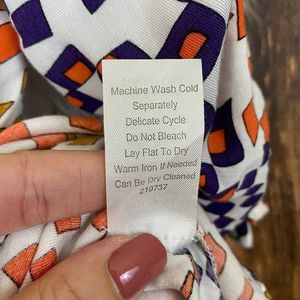 Machine Wash Cold
Separately
Delicate Cycle
Do Not Bleach
Lay Flat To Dry
Warm Iron If Needed
Can Be Dry Cleaned
210737